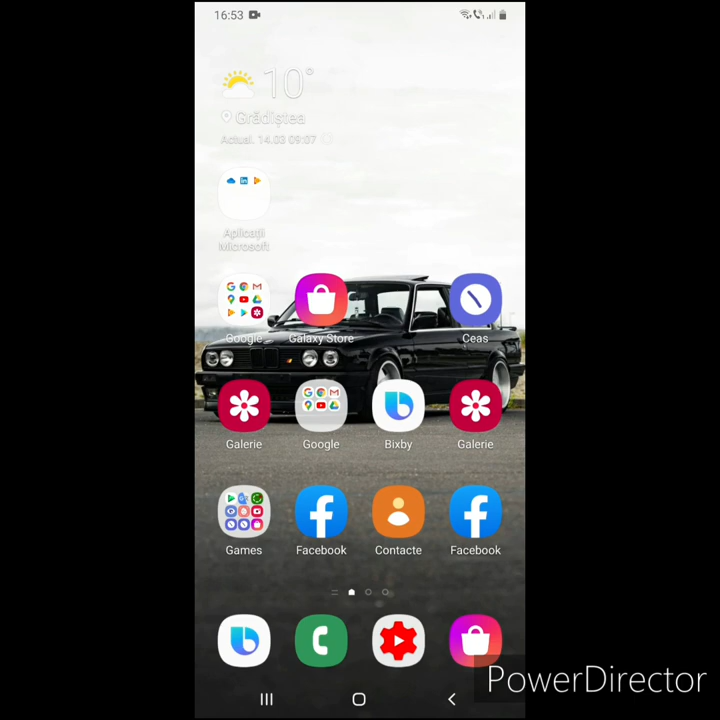 16:53
10°
Grădiștea
Actual. 14.03 09:07
Aplicații
Microsoft
Google
Galaxy Store
Ceas
Galerie
Google
Bixby
Galerie
Games
Facebook
Contacte
Facebook
PowerDirector